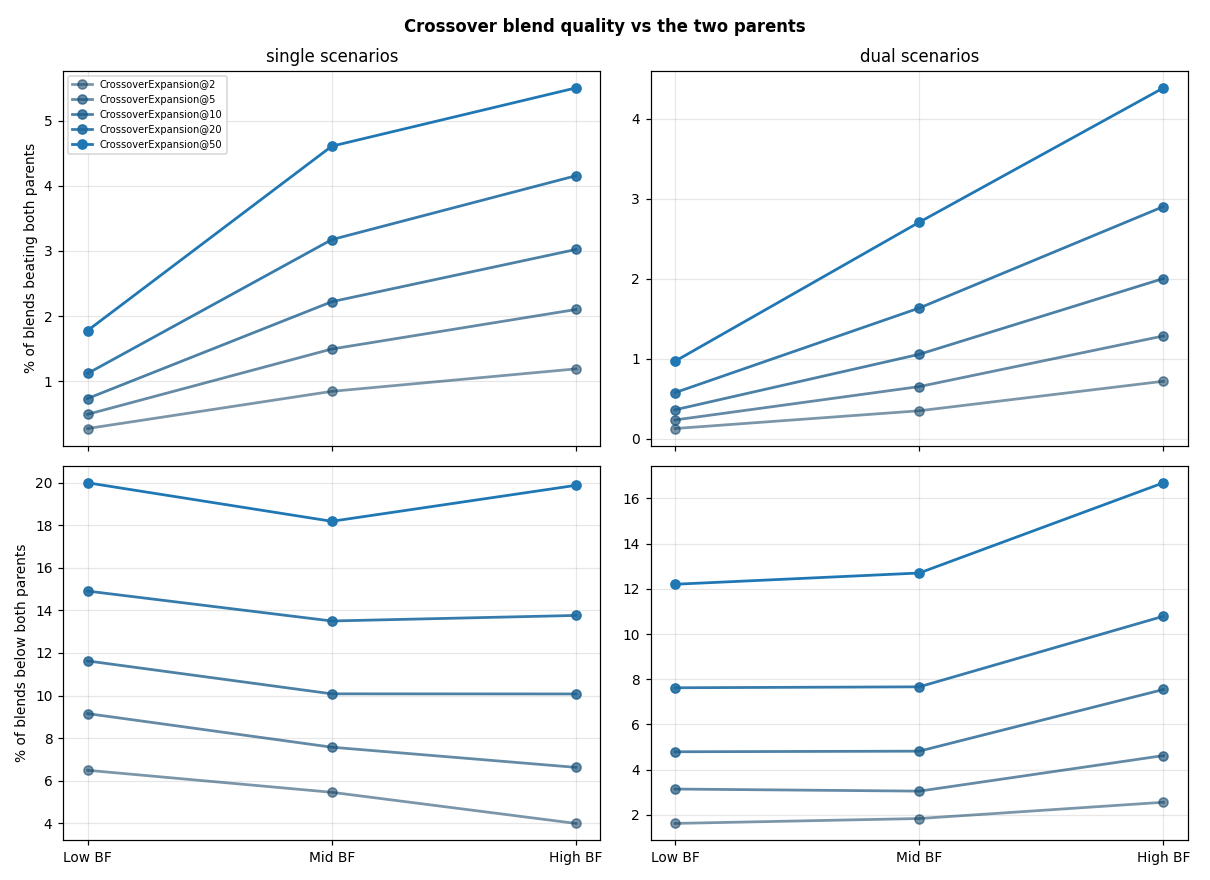 Crossover blend quality vs the two parents
single scenarios
dual scenarios
CrossoverExpansion@2
CrossoverExpansion@5
CrossoverExpansion@10
CrossoverExpansion@20
CrossoverExpansion@50
% of blends beating both parents
5
4
3
2
1
4
3
2
1
0
% of blends below both parents
20
18
16
14
12
10
8
6
4
16
14
12
10
8
6
4
2
Low BF
Mid BF
High BF
Low BF
Mid BF
High BF